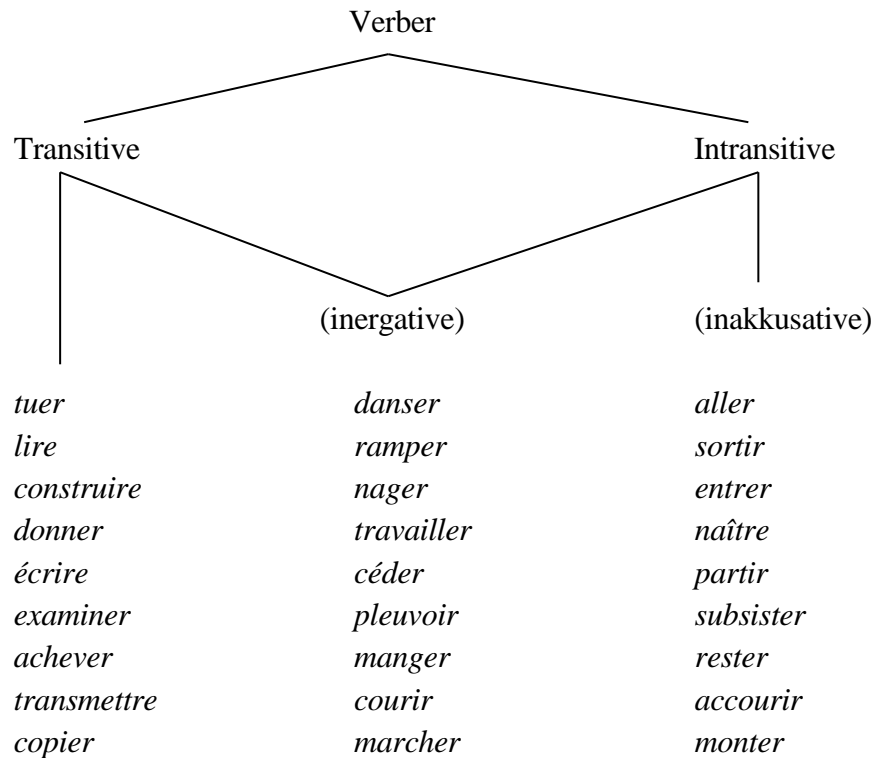 Verber
Transitive Intransitive
(inergative) (inakkusative)
tuer danser aller
lire ramper sortir
construire nager entrer
donner travailler naître
écrire céder partir
examiner pleuvoir subsister
achever manger rester
transmettre courir accourir
copier marcher monter